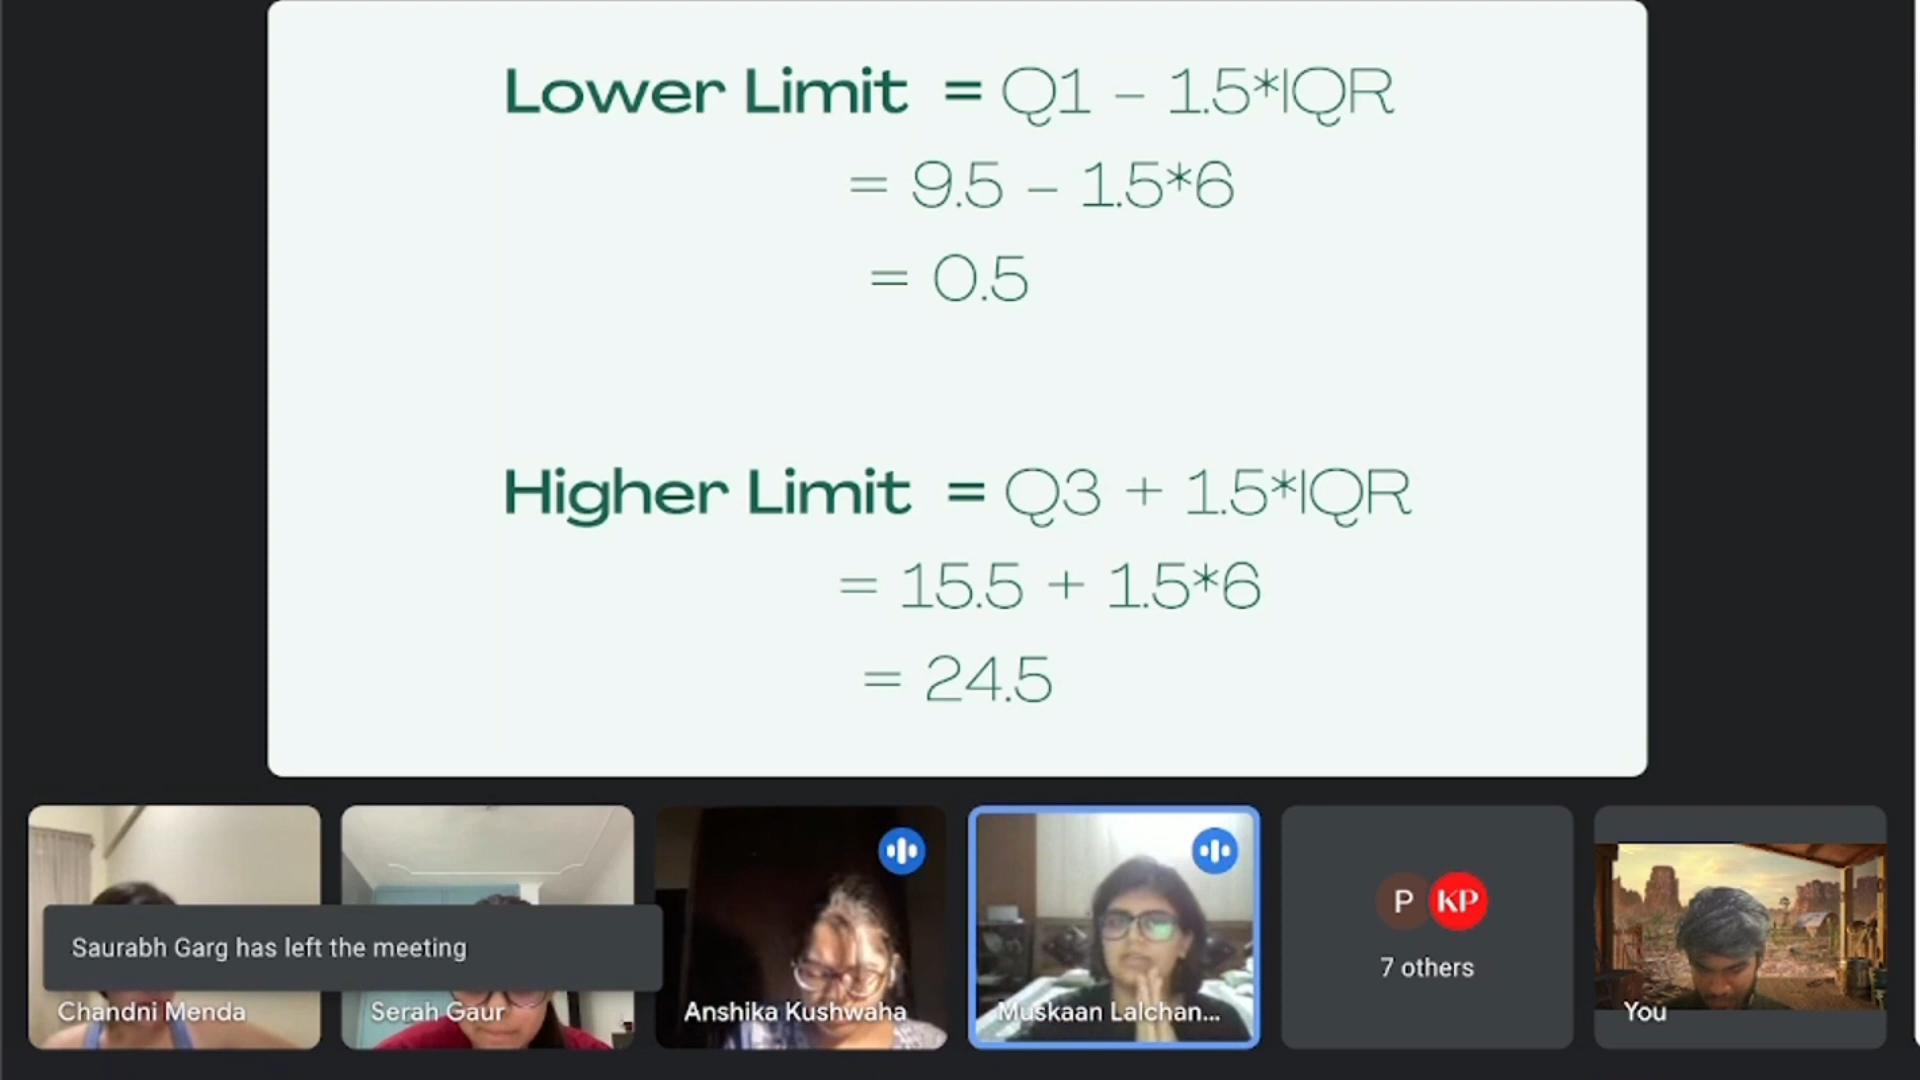 Lower Limit = Q1 – 1.5*IQR
= 9.5 – 1.5*6
= 0.5
Higher Limit = Q3 + 1.5*IQR
= 15.5 + 1.5*6
= 24.5
Saurabh Garg has left the meeting
Chandni Menda
Serah Gaur
Anshika Kushwaha
Muskaan Lalchan...
P KP
7 others
You